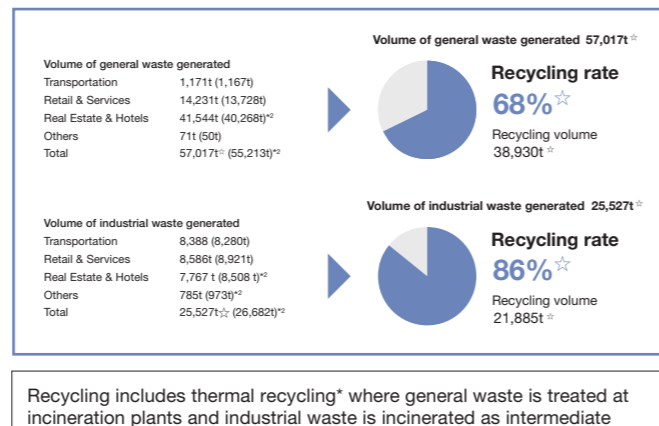 Volume of general waste generated 57,017t☆
Volume of general waste generated
Transportation 1,171t (1,167t)
Retail & Services 14,231t (13,728t)
Real Estate & Hotels 41,544t (40,268t)*2
Others 71t (50t)
Total 57,017t☆ (55,213t)*2
Recycling rate
68%☆
Recycling volume
38,930t☆
Volume of industrial waste generated 25,527t☆
Volume of industrial waste generated
Transportation 8,388 (8,280t)
Retail & Services 8,586t (8,921t)
Real Estate & Hotels 7,767 t (8,508 t)*2
Others 785t (973t)*2
Total 25,527t☆ (26,682t)*2
Recycling rate
86%☆
Recycling volume
21,885t☆
Recycling includes thermal recycling* where general waste is treated at
incineration plants and industrial waste is incinerated as intermediate